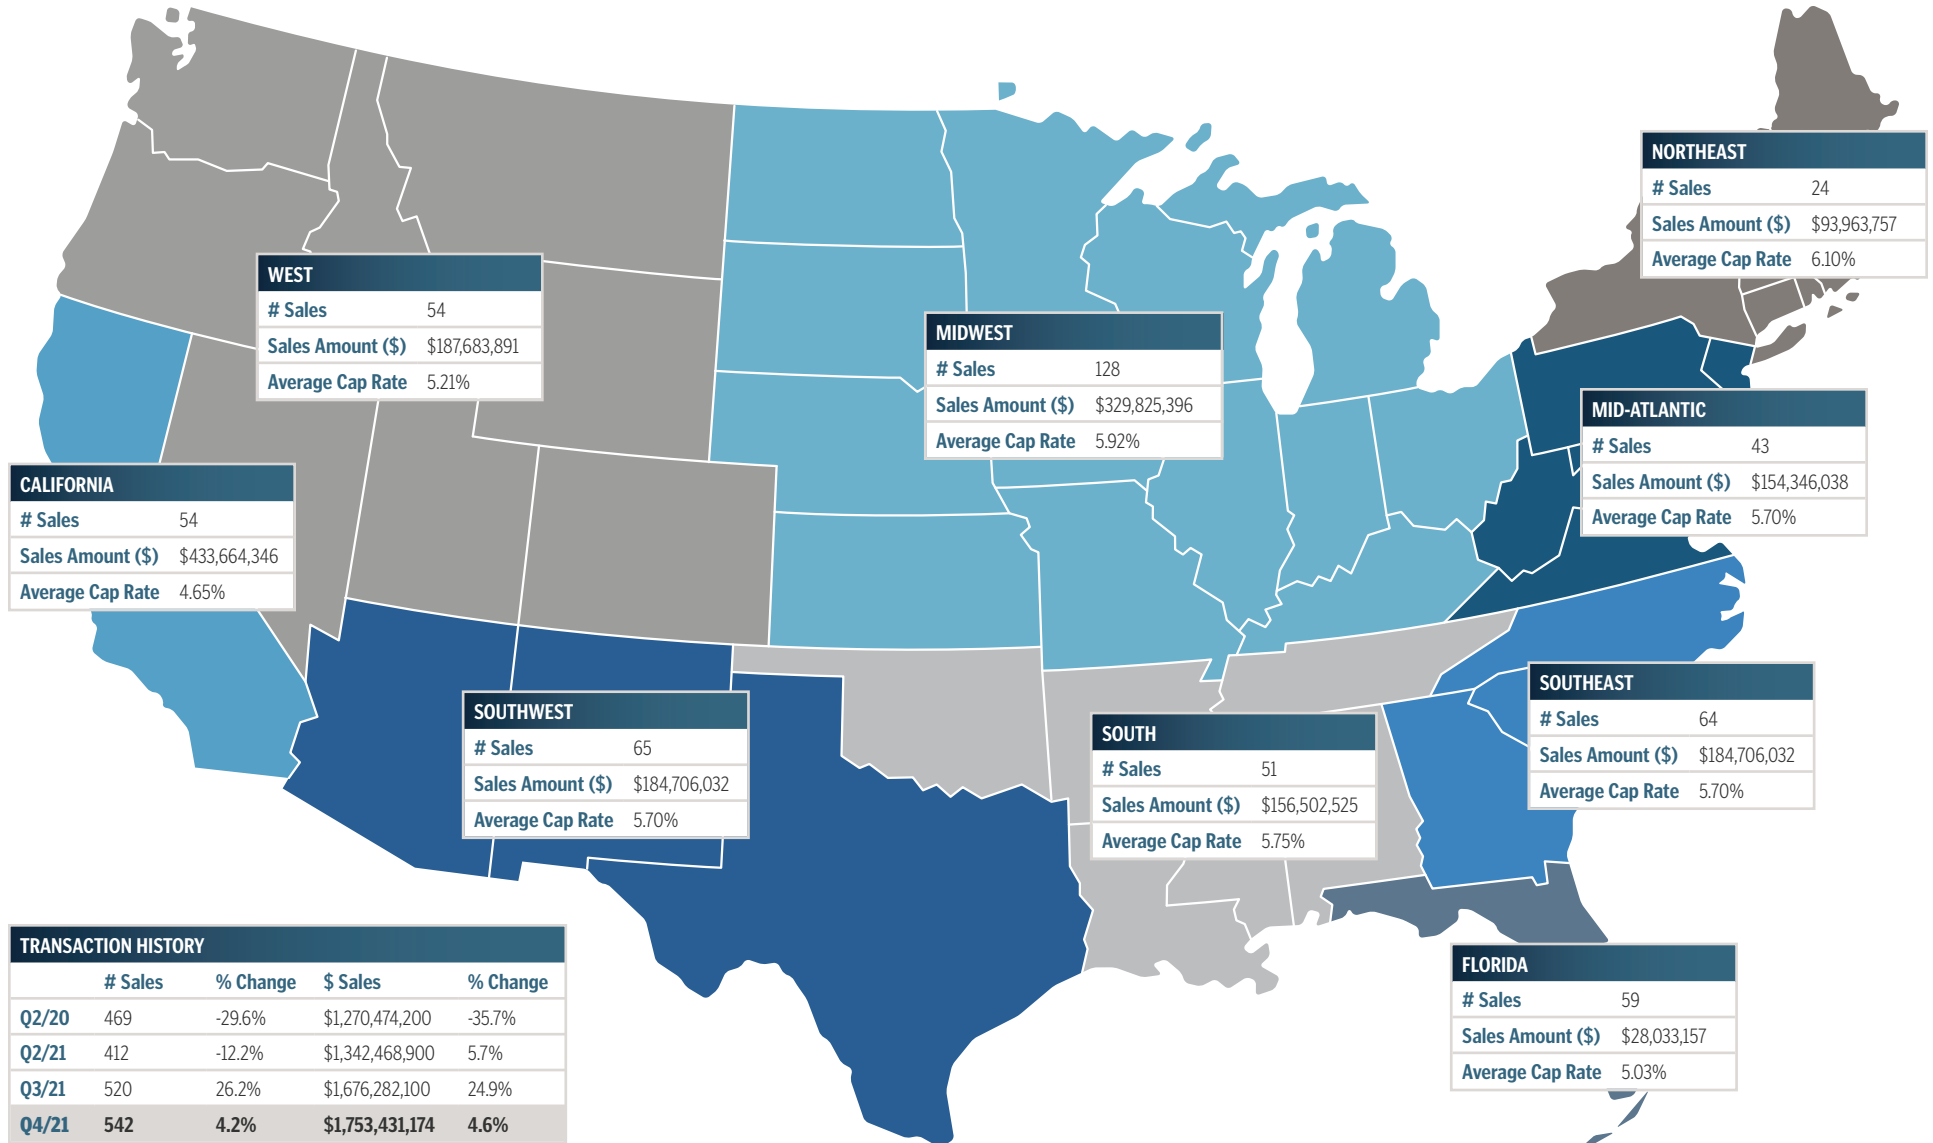 NORTHEAST
# Sales 24
Sales Amount ($) $93,963,757
Average Cap Rate 6.10%
WEST
# Sales 54
Sales Amount ($) $187,683,891
Average Cap Rate 5.21%
MIDWEST
# Sales 128
Sales Amount ($) $329,825,396
Average Cap Rate 5.92%
MID-ATLANTIC
# Sales 43
Sales Amount ($) $154,346,038
Average Cap Rate 5.70%
CALIFORNIA
# Sales 54
Sales Amount ($) $433,664,346
Average Cap Rate 4.65%
SOUTHEAST
# Sales 64
Sales Amount ($) $184,706,032
Average Cap Rate 5.70%
SOUTHWEST
# Sales 65
Sales Amount ($) $184,706,032
Average Cap Rate 5.70%
SOUTH
# Sales 51
Sales Amount ($) $156,502,525
Average Cap Rate 5.75%
FLORIDA
# Sales 59
Sales Amount ($) $28,033,157
Average Cap Rate 5.03%
TRANSACTION HISTORY
# Sales % Change $ Sales % Change
Q2/20 469 -29.6% $1,270,474,200 -35.7%
Q2/21 412 -12.2% $1,342,468,900 5.7%
Q3/21 520 26.2% $1,676,282,100 24.9%
Q4/21 542 4.2% $1,753,431,174 4.6%